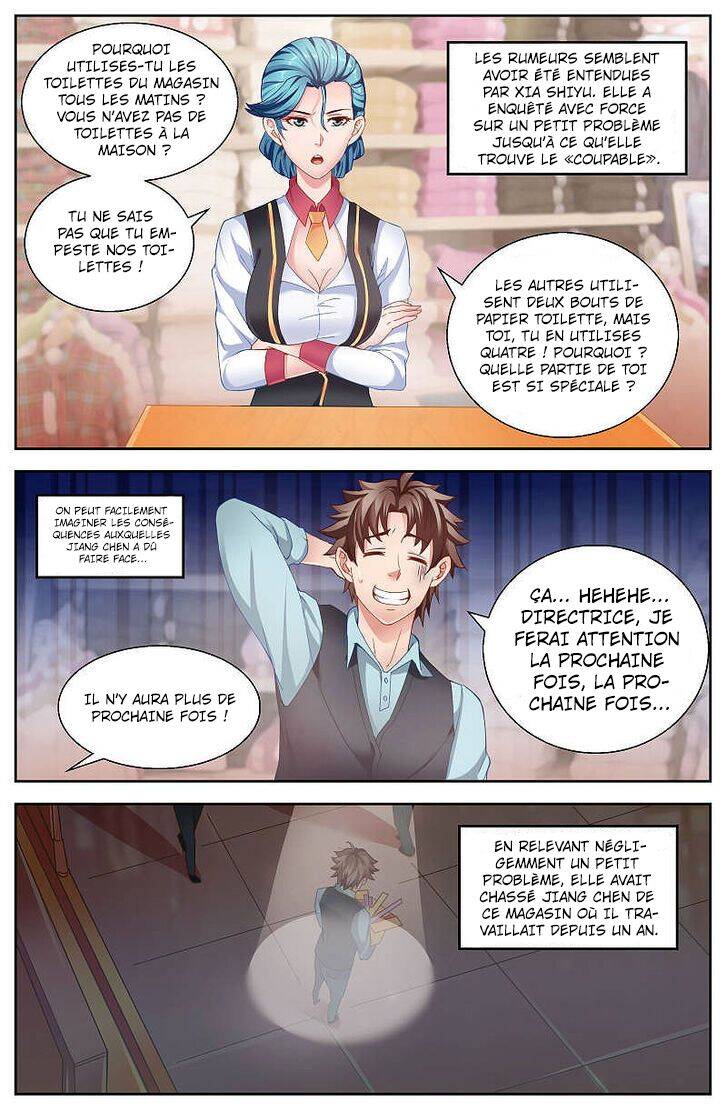 POURQUOI
UTILISES-TU LES
TOILETTES DU MAGASIN
TOUS LES MATINS ?
VOUS N'AVEZ PAS DE
TOILETTES À LA
MAISON ?
LES RUMEURS SEMBLENT
AVOIR ÉTÉ ENTENDUES
PAR XIA SHIYU. ELLE A
ENQUÊTÉ AVEC FORCE
SUR UN PETIT PROBLÈME
JUSQU'À CE QU'ELLE
TROUVE LE «COUPABLE».
TU NE SAIS
PAS QUE TU EM-
PESTE NOS TOI-
LETTES !
LES AUTRES UTILI-
SENT DEUX BOUTS DE
PAPIER TOILETTE, MAIS
TOI, TU EN UTILISES
QUATRE ! POURQUOI ?
QUELLE PARTIE DE TOI
EST SI SPÉCIALE ?
ON PEUT FACILEMENT
IMAGINER LES CONSÉ-
QUENCES AUXQUELLES
JIANG CHEN A DÛ
FAIRE FACE...
ÇA... HEHEHE...
DIRECTRICE, JE
FERAI ATTENTION
LA PROCHAINE
FOIS, LA PRO-
CHAINE FOIS...
IL N'Y AURA PLUS DE
PROCHAINE FOIS !
EN RELEVANT NÉGLI-
GEMMENT UN PETIT
PROBLÈME, ELLE AVAIT
CHASSÉ JIANG CHEN DE
CE MAGASIN OÙ IL TRA-
VAILLAIT DEPUIS UN AN.